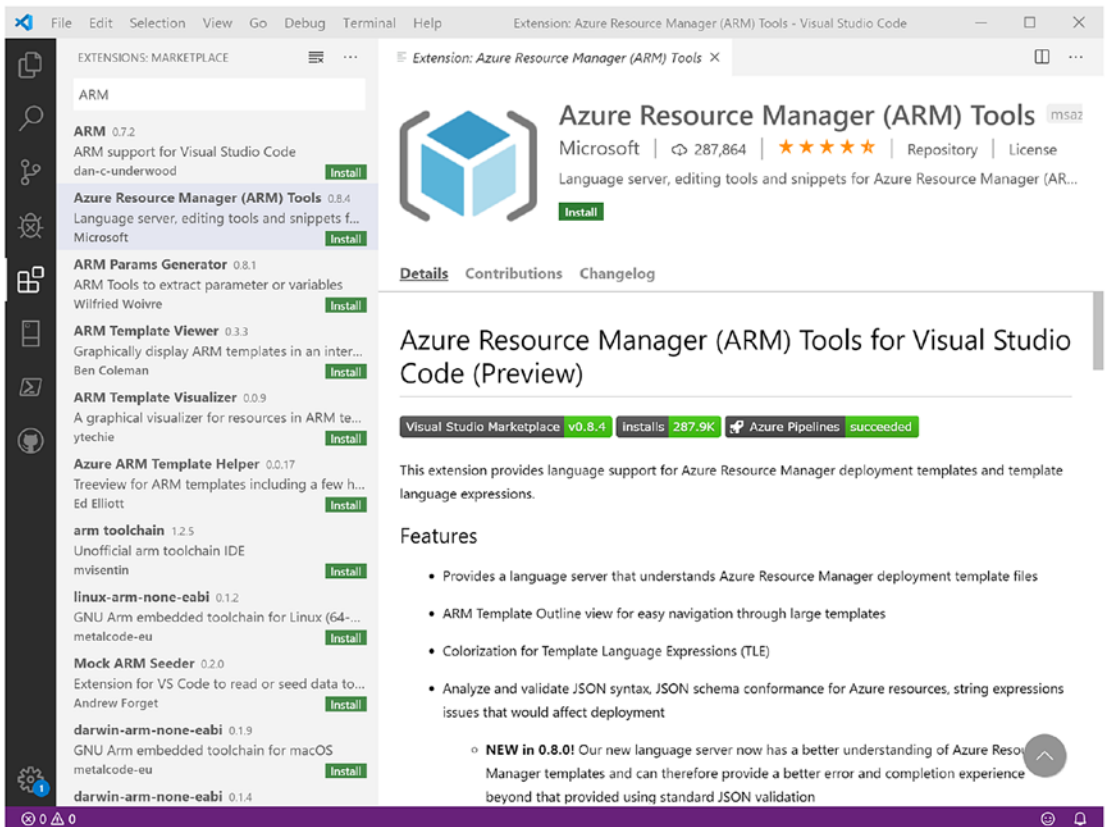 File Edit Selection View Go Debug Terminal Help Extension: Azure Resource Manager (ARM) Tools - Visual Studio Code
EXTENSIONS: MARKETPLACE
ARM
ARM 0.7.2
ARM support for Visual Studio Code
dan-c-underwood Install
Azure Resource Manager (ARM) Tools 0.8.4
Language server, editing tools and snippets f...
Microsoft Install
ARM Params Generator 0.8.1
ARM Tools to extract parameter or variables
Wilfried Woivre Install
ARM Template Viewer 0.3.3
Graphically display ARM templates in an inter...
Ben Coleman Install
ARM Template Visualizer 0.0.9
A graphical visualizer for resources in ARM te...
ytechie Install
Azure ARM Template Helper 0.0.17
Treeview for ARM templates including a few h...
Ed Elliott Install
arm toolchain 1.2.5
Unofficial arm toolchain IDE
mvisentin Install
linux-arm-none-eabi 0.1.2
GNU Arm embedded toolchain for Linux (64-...
metalcode-eu Install
Mock ARM Seeder 0.2.0
Extension for VS Code to read or seed data to...
Andrew Forget Install
darwin-arm-none-eabi 0.1.9
GNU Arm embedded toolchain for macOS
metalcode-eu Install
darwin-arm-none-eabi 0.1.4
Extension: Azure Resource Manager (ARM) Tools
Azure Resource Manager (ARM) Tools msaz
Microsoft | 287,864 | Repository | License
Language server, editing tools and snippets for Azure Resource Manager (AR...
Install
Details Contributions Changelog
Azure Resource Manager (ARM) Tools for Visual Studio
Code (Preview)
Visual Studio Marketplace v0.8.4 installs 287.9K Azure Pipelines succeeded
This extension provides language support for Azure Resource Manager deployment templates and template
language expressions.
Features
• Provides a language server that understands Azure Resource Manager deployment template files
• ARM Template Outline view for easy navigation through large templates
• Colorization for Template Language Expressions (TLE)
• Analyze and validate JSON syntax, JSON schema conformance for Azure resources, string expressions
issues that would affect deployment
◦ NEW in 0.8.0! Our new language server now has a better understanding of Azure Resou
Manager templates and can therefore provide a better error and completion experience
beyond that provided using standard JSON validation
1
0 0